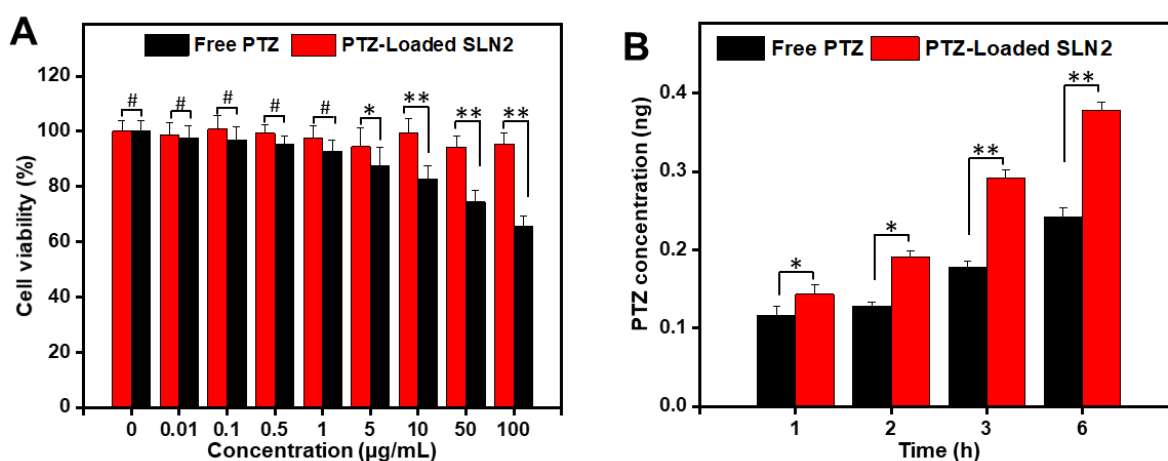 A
Free PTZ PTZ-Loaded SLN2
Cell viability (%)
120
100
80
60
40
20
0
# # # # # * ** ** **
0 0.01 0.1 0.5 1 5 10 50 100
Concentration (µg/mL)
B
Free PTZ PTZ-Loaded SLN2
PTZ concentration (ng)
0.4
0.3
0.2
0.1
0.0
* * ** **
1 2 3 6
Time (h)